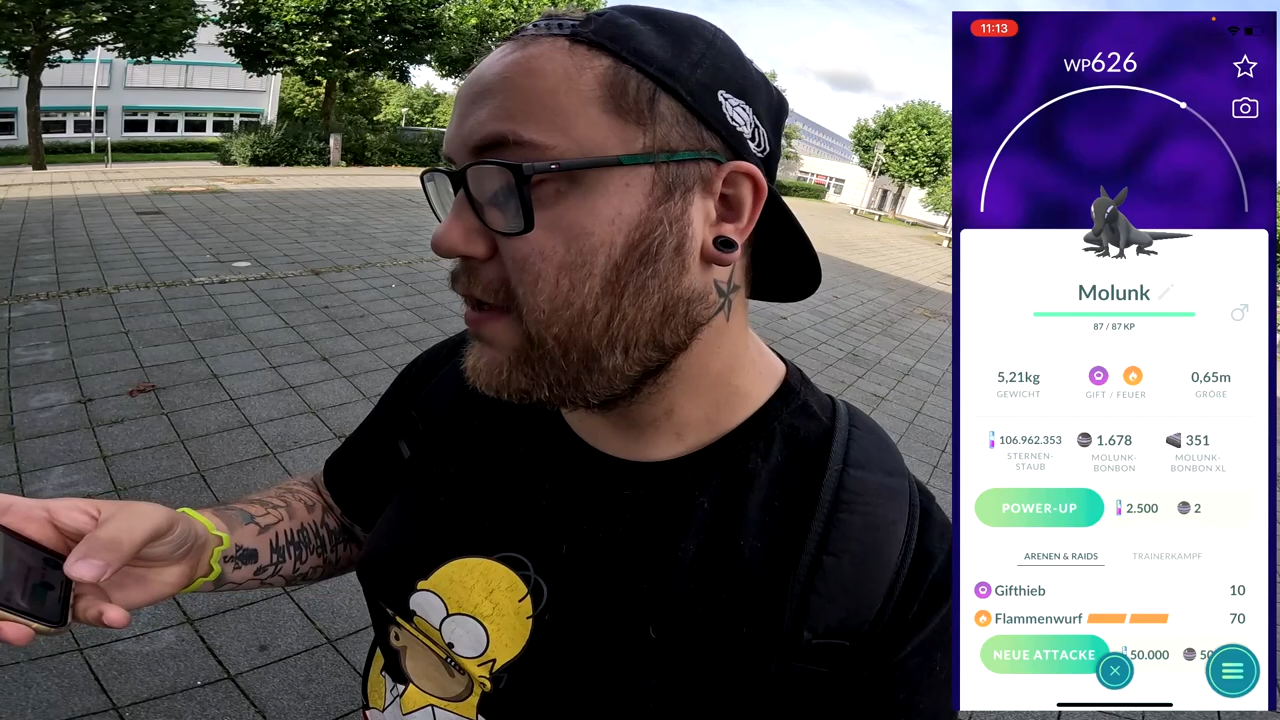 11:13
WP626
Molunk
87 / 87 KP
5,21kg
GEWICHT
GIFT / FEUER
0,65m
GRÖSSE
106.962.353
STERNEN-
STAUB
1.678
MOLUNK-
BONBON
351
MOLUNK-
BONBON XL
POWER-UP
2.500
2
ARENEN & RAIDS
TRAINERKAMPF
Gifthieb
10
Flammenwurf
70
NEUE ATTACKE
50.000